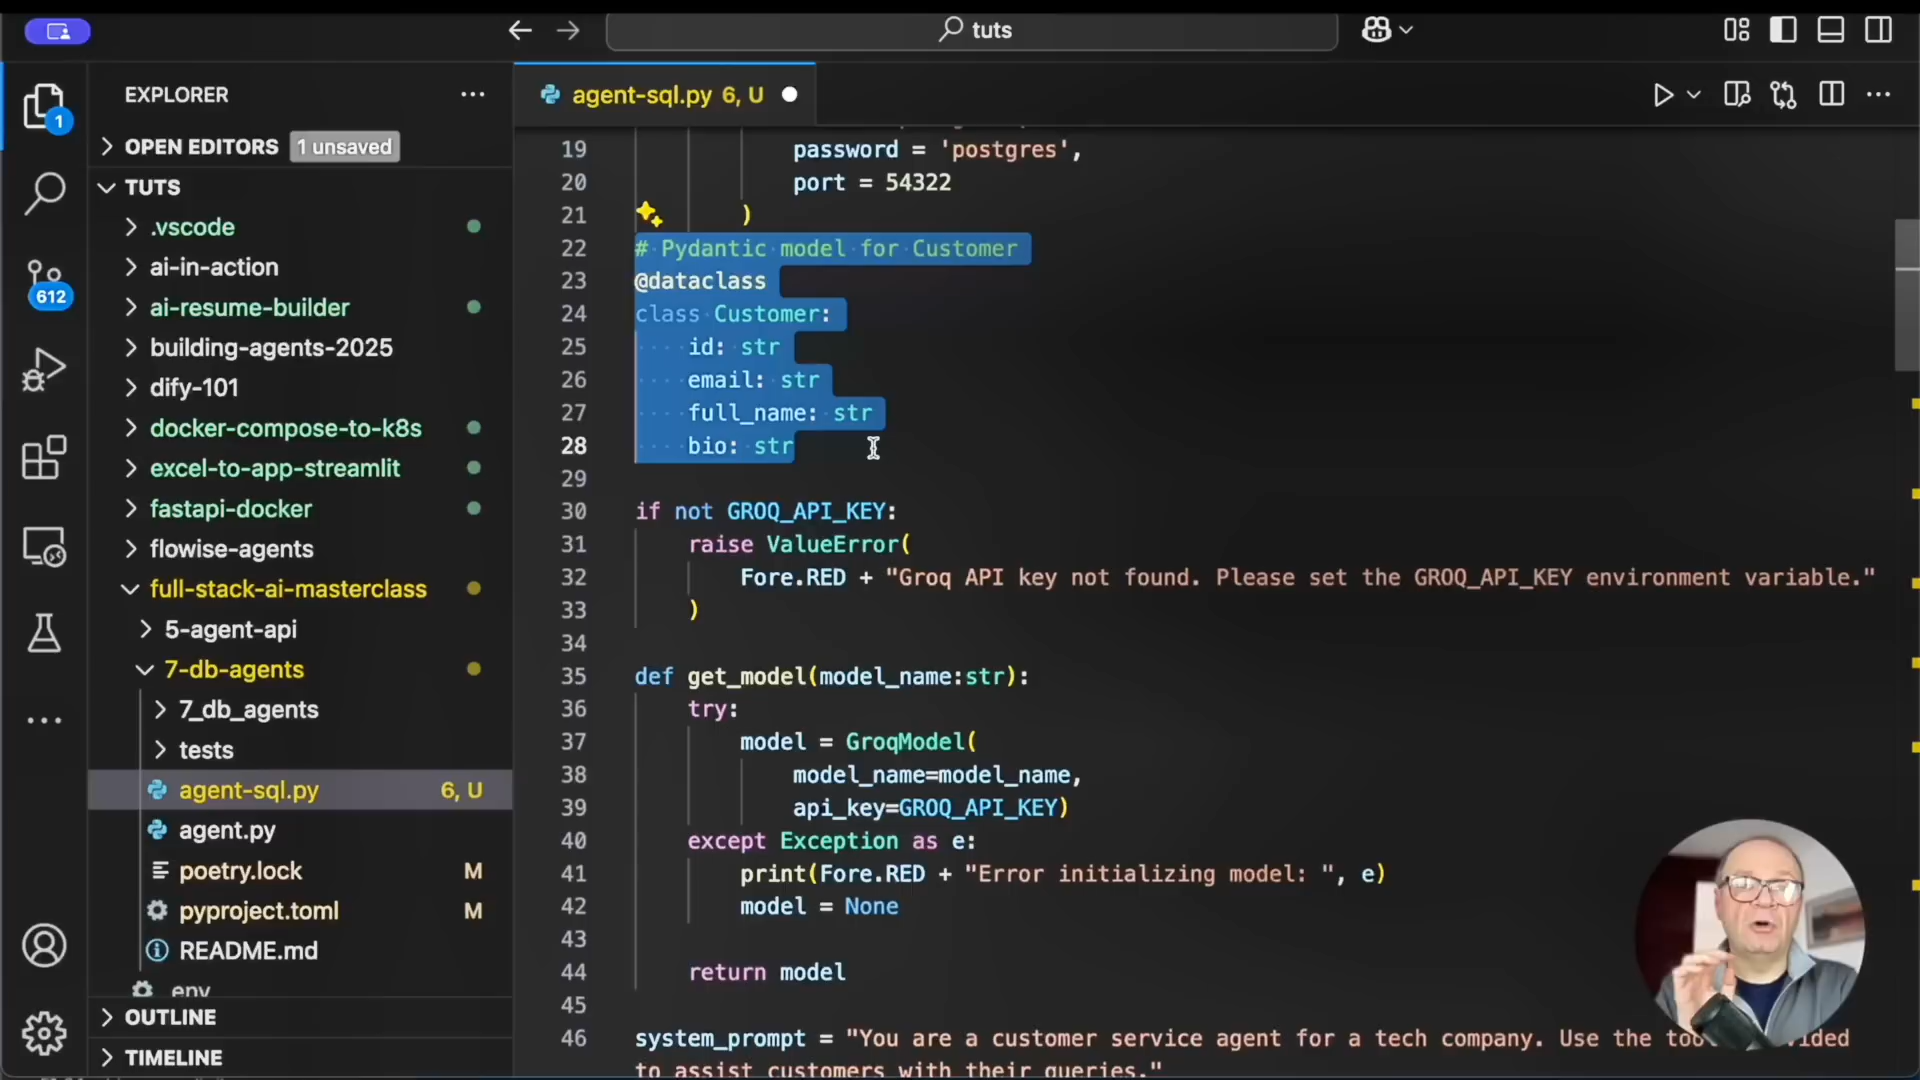 tuts
EXPLORER
OPEN EDITORS 1 unsaved
TUTS
.vscode
ai-in-action
ai-resume-builder
building-agents-2025
dify-101
docker-compose-to-k8s
excel-to-app-streamlit
fastapi-docker
flowise-agents
full-stack-ai-masterclass
5-agent-api
7-db-agents
7_db_agents
tests
agent-sql.py 6, U
agent.py
poetry.lock M
pyproject.toml M
README.md
env
OUTLINE
TIMELINE
1
612
agent-sql.py 6, U
19 password = 'postgres',
20 port = 54322
21 )
22 # Pydantic model for Customer
23 @dataclass
24 class Customer:
25 id: str
26 email: str
27 full_name: str
28 bio: str
29
30 if not GROQ_API_KEY:
31 raise ValueError(
32 Fore.RED + "Groq API key not found. Please set the GROQ_API_KEY environment variable."
33 )
34
35 def get_model(model_name:str):
36 try:
37 model = GroqModel(
38 model_name=model_name,
39 api_key=GROQ_API_KEY)
40 except Exception as e:
41 print(Fore.RED + "Error initializing model: ", e)
42 model = None
43
44 return model
45
46 system_prompt = "You are a customer service agent for a tech company. Use the
to assist customers with their queries."